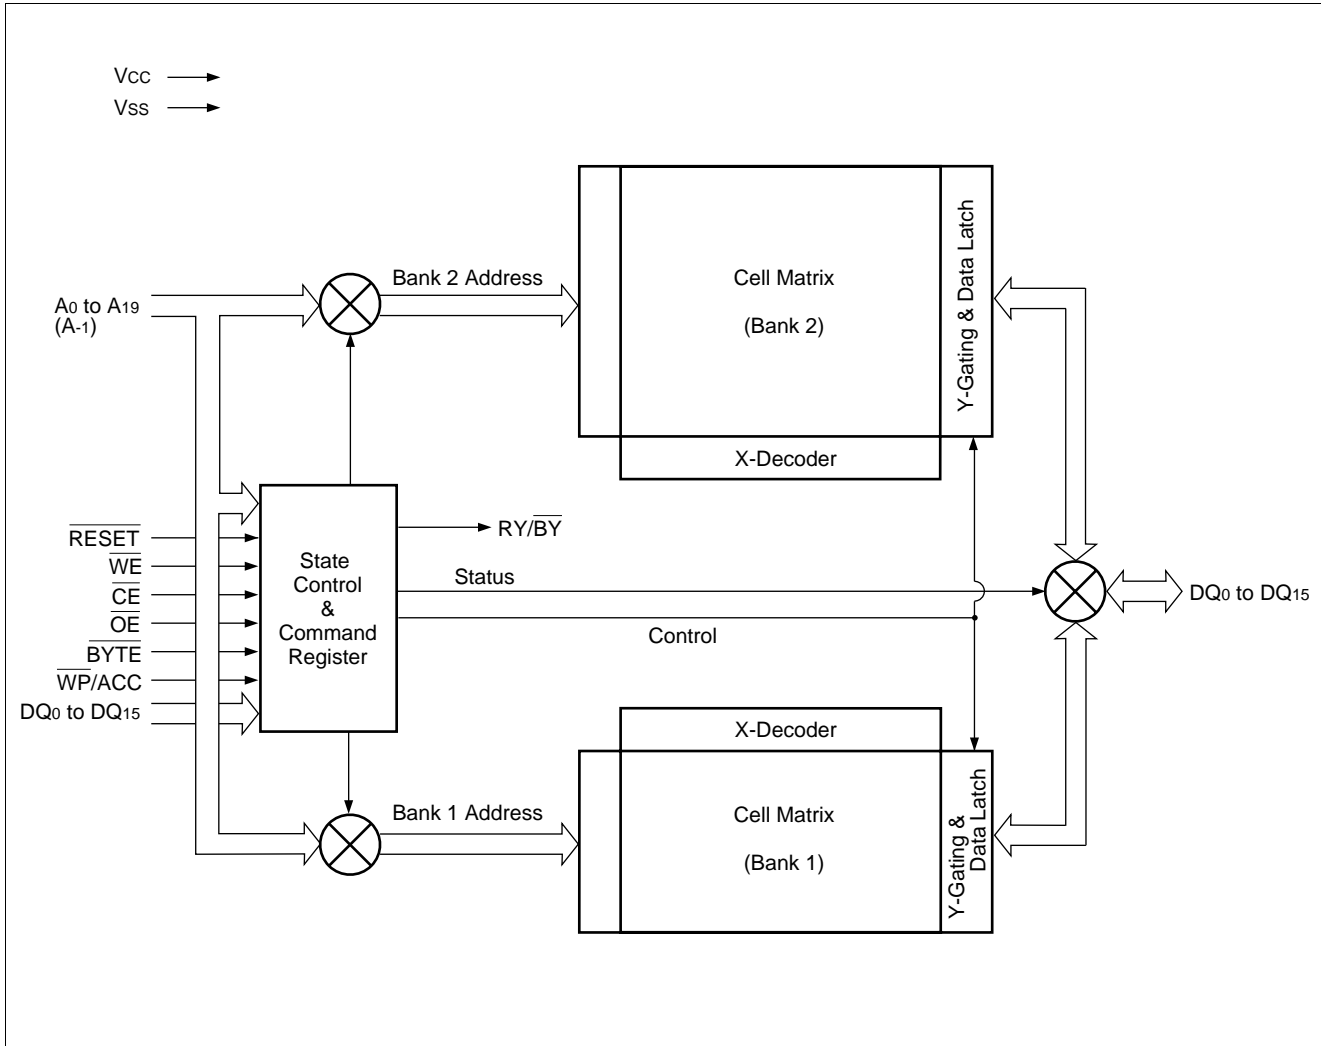 VCC
VSS
A0 to A19
(A-1)
Bank 2 Address
Cell Matrix
(Bank 2)
Y-Gating & Data Latch
X-Decoder
RESET
WE
CE
OE
BYTE
WP/ACC
DQ0 to DQ15
State
Control
&
Command
Register
RY/BY
Status
Control
DQ0 to DQ15
X-Decoder
Bank 1 Address
Cell Matrix
(Bank 1)
Y-Gating &
Data Latch